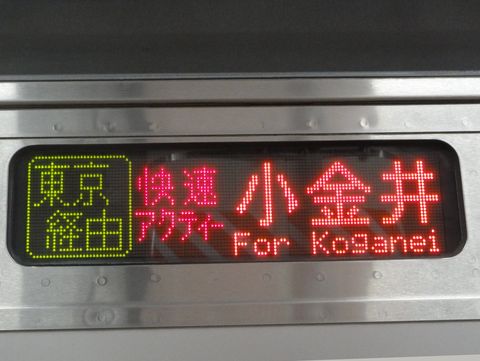 東京
経由
快速
アクティー
小金井
For Koganei